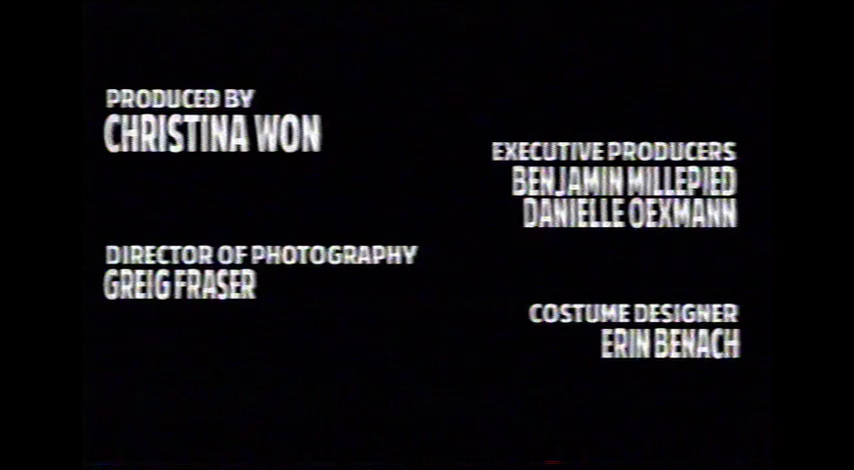 PRODUCED BY
CHRISTINA WON
EXECUTIVE PRODUCERS
BENJAMIN MILLEPIED
DANIELLE OEXMANN
DIRECTOR OF PHOTOGRAPHY
GREIG FRASER
COSTUME DESIGNER
ERIN BENACH